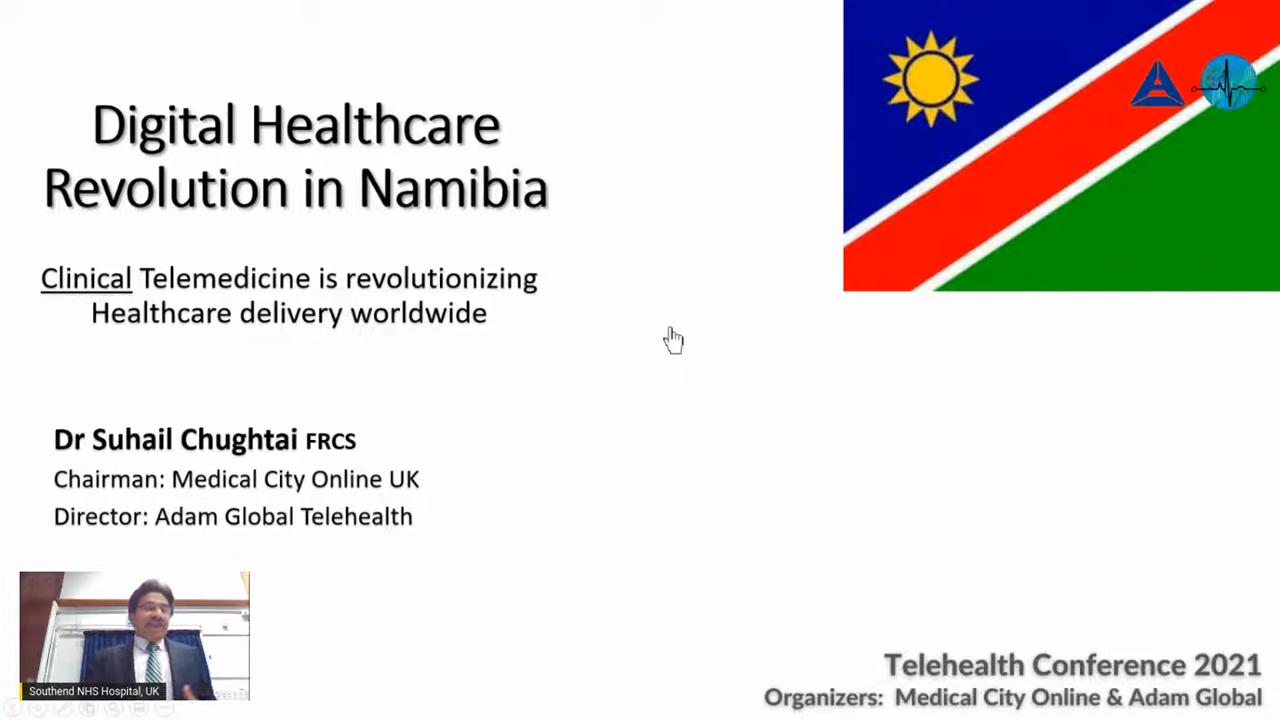 Digital Healthcare
Revolution in Namibia
Clinical Telemedicine is revolutionizing
Healthcare delivery worldwide
Dr Suhail Chughtai FRCS
Chairman: Medical City Online UK
Director: Adam Global Telehealth
Southend NHS Hospital, UK
Telehealth Conference 2021
Organizers: Medical City Online & Adam Global